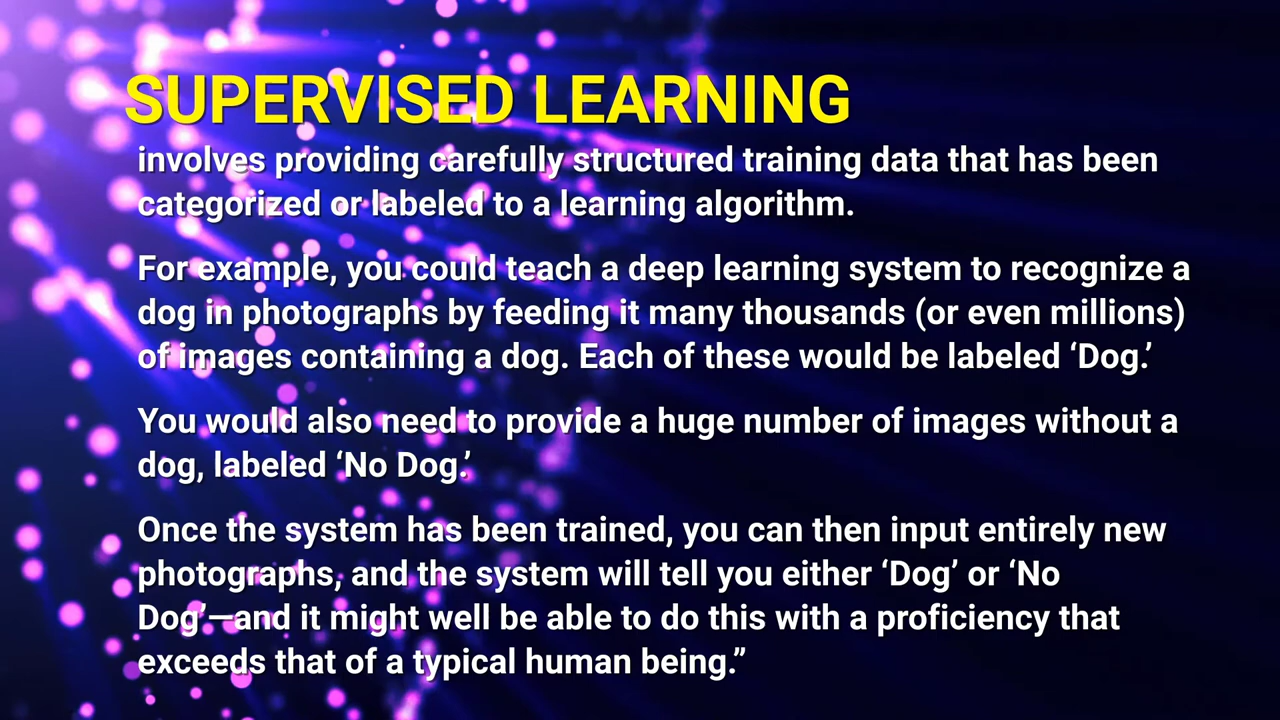 SUPERVISED LEARNING
involves providing carefully structured training data that has been
categorized or labeled to a learning algorithm.
For example, you could teach a deep learning system to recognize a
dog in photographs by feeding it many thousands (or even millions)
of images containing a dog. Each of these would be labeled ‘Dog.’
You would also need to provide a huge number of images without a
dog, labeled ‘No Dog.’
Once the system has been trained, you can then input entirely new
photographs, and the system will tell you either ‘Dog’ or ‘No
Dog’—and it might well be able to do this with a proficiency that
exceeds that of a typical human being.”